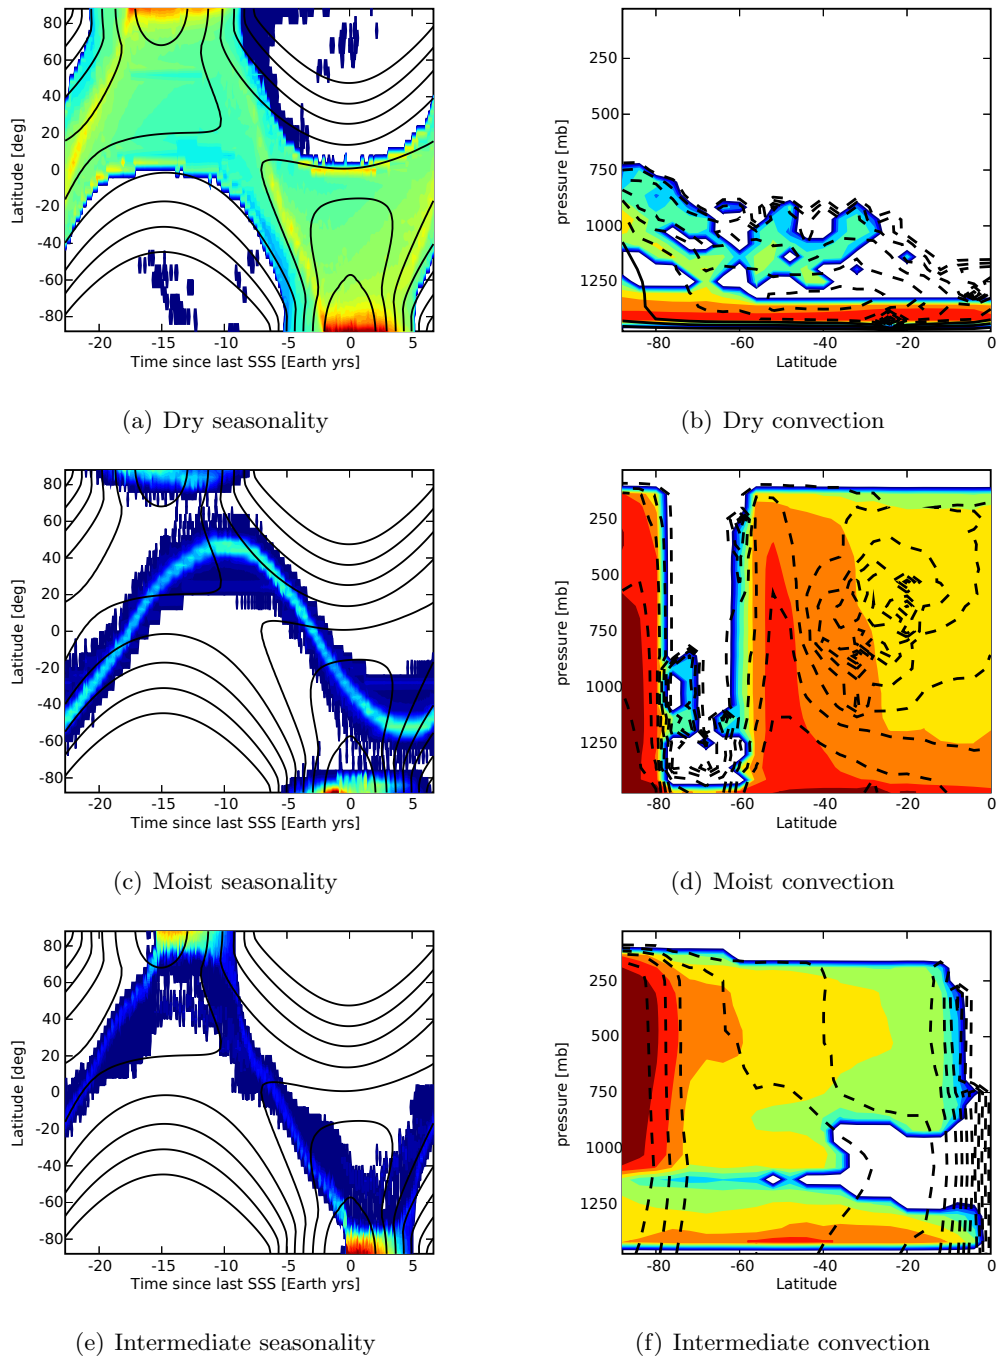 80
60
40
20
0
-20
-40
-60
-80
Latitude [deg]
-20 -15 -10 -5 0 5
Time since last SSS [Earth yrs]
(a) Dry seasonality
250
500
750
1000
1250
pressure [mb]
-80 -60 -40 -20 0
Latitude
(b) Dry convection
80
60
40
20
0
-20
-40
-60
-80
Latitude [deg]
-20 -15 -10 -5 0 5
Time since last SSS [Earth yrs]
(c) Moist seasonality
250
500
750
1000
1250
pressure [mb]
-80 -60 -40 -20 0
Latitude
(d) Moist convection
80
60
40
20
0
-20
-40
-60
-80
Latitude [deg]
-20 -15 -10 -5 0 5
Time since last SSS [Earth yrs]
(e) Intermediate seasonality
250
500
750
1000
1250
pressure [mb]
-80 -60 -40 -20 0
Latitude
(f) Intermediate convection